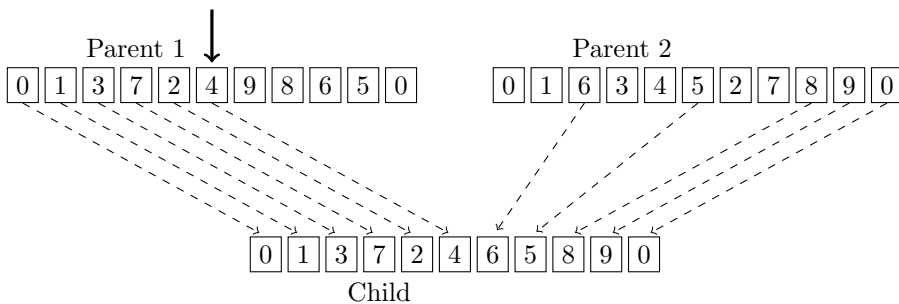 Parent 1
Parent 2
0 1 3 7 2 4 9 8 6 5 0
0 1 6 3 4 5 2 7 8 9 0
0 1 3 7 2 4 6 5 8 9 0
Child